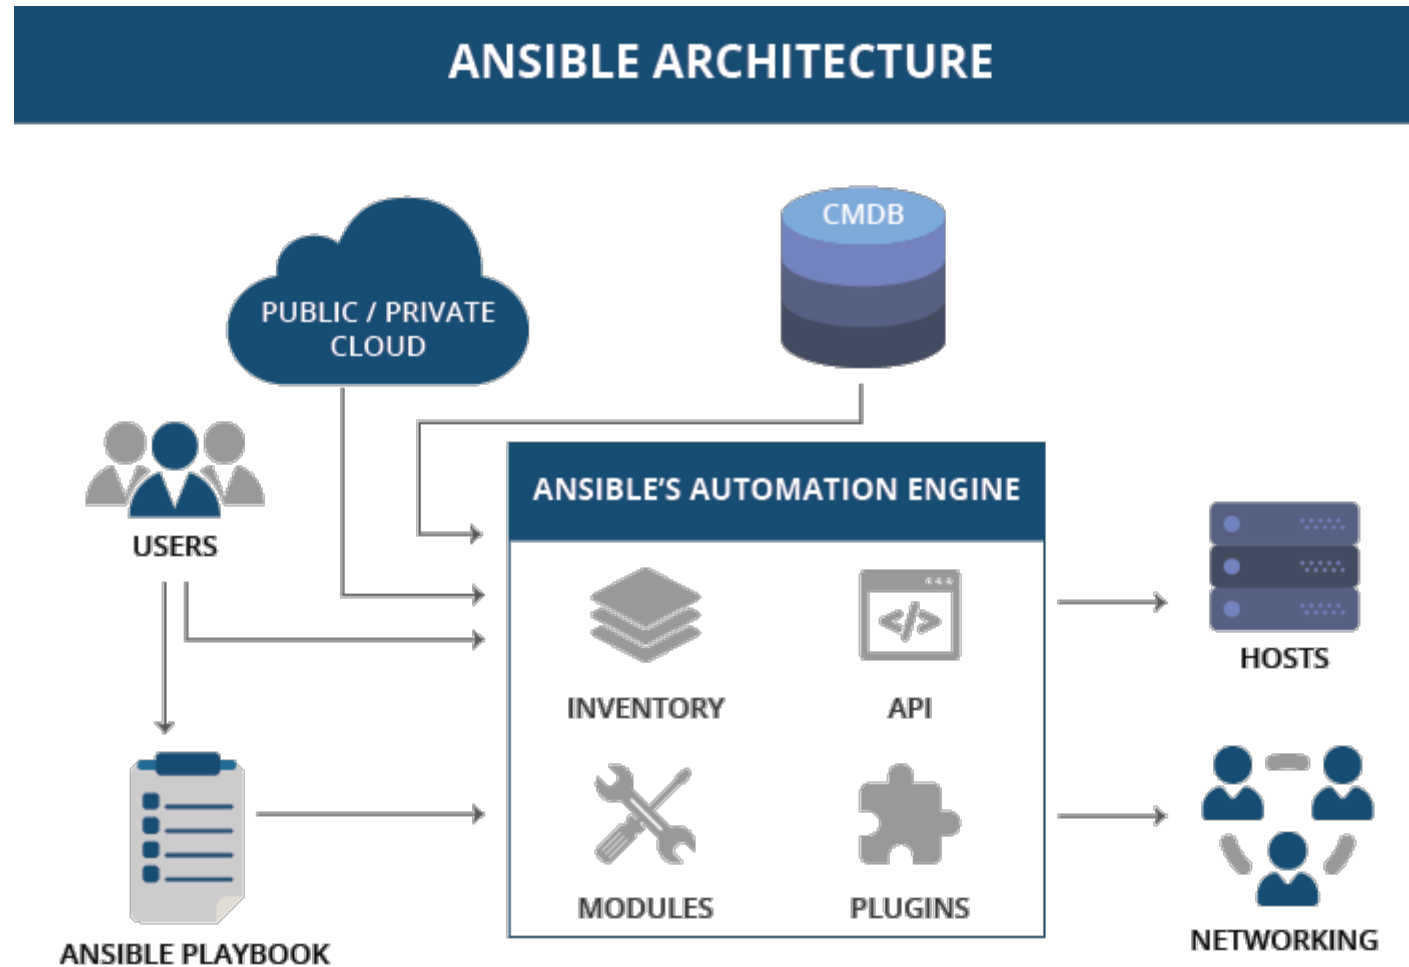 ANSIBLE ARCHITECTURE
CMDB
PUBLIC / PRIVATE
CLOUD
USERS
ANSIBLE'S AUTOMATION ENGINE
INVENTORY
API
HOSTS
MODULES
PLUGINS
ANSIBLE PLAYBOOK
NETWORKING